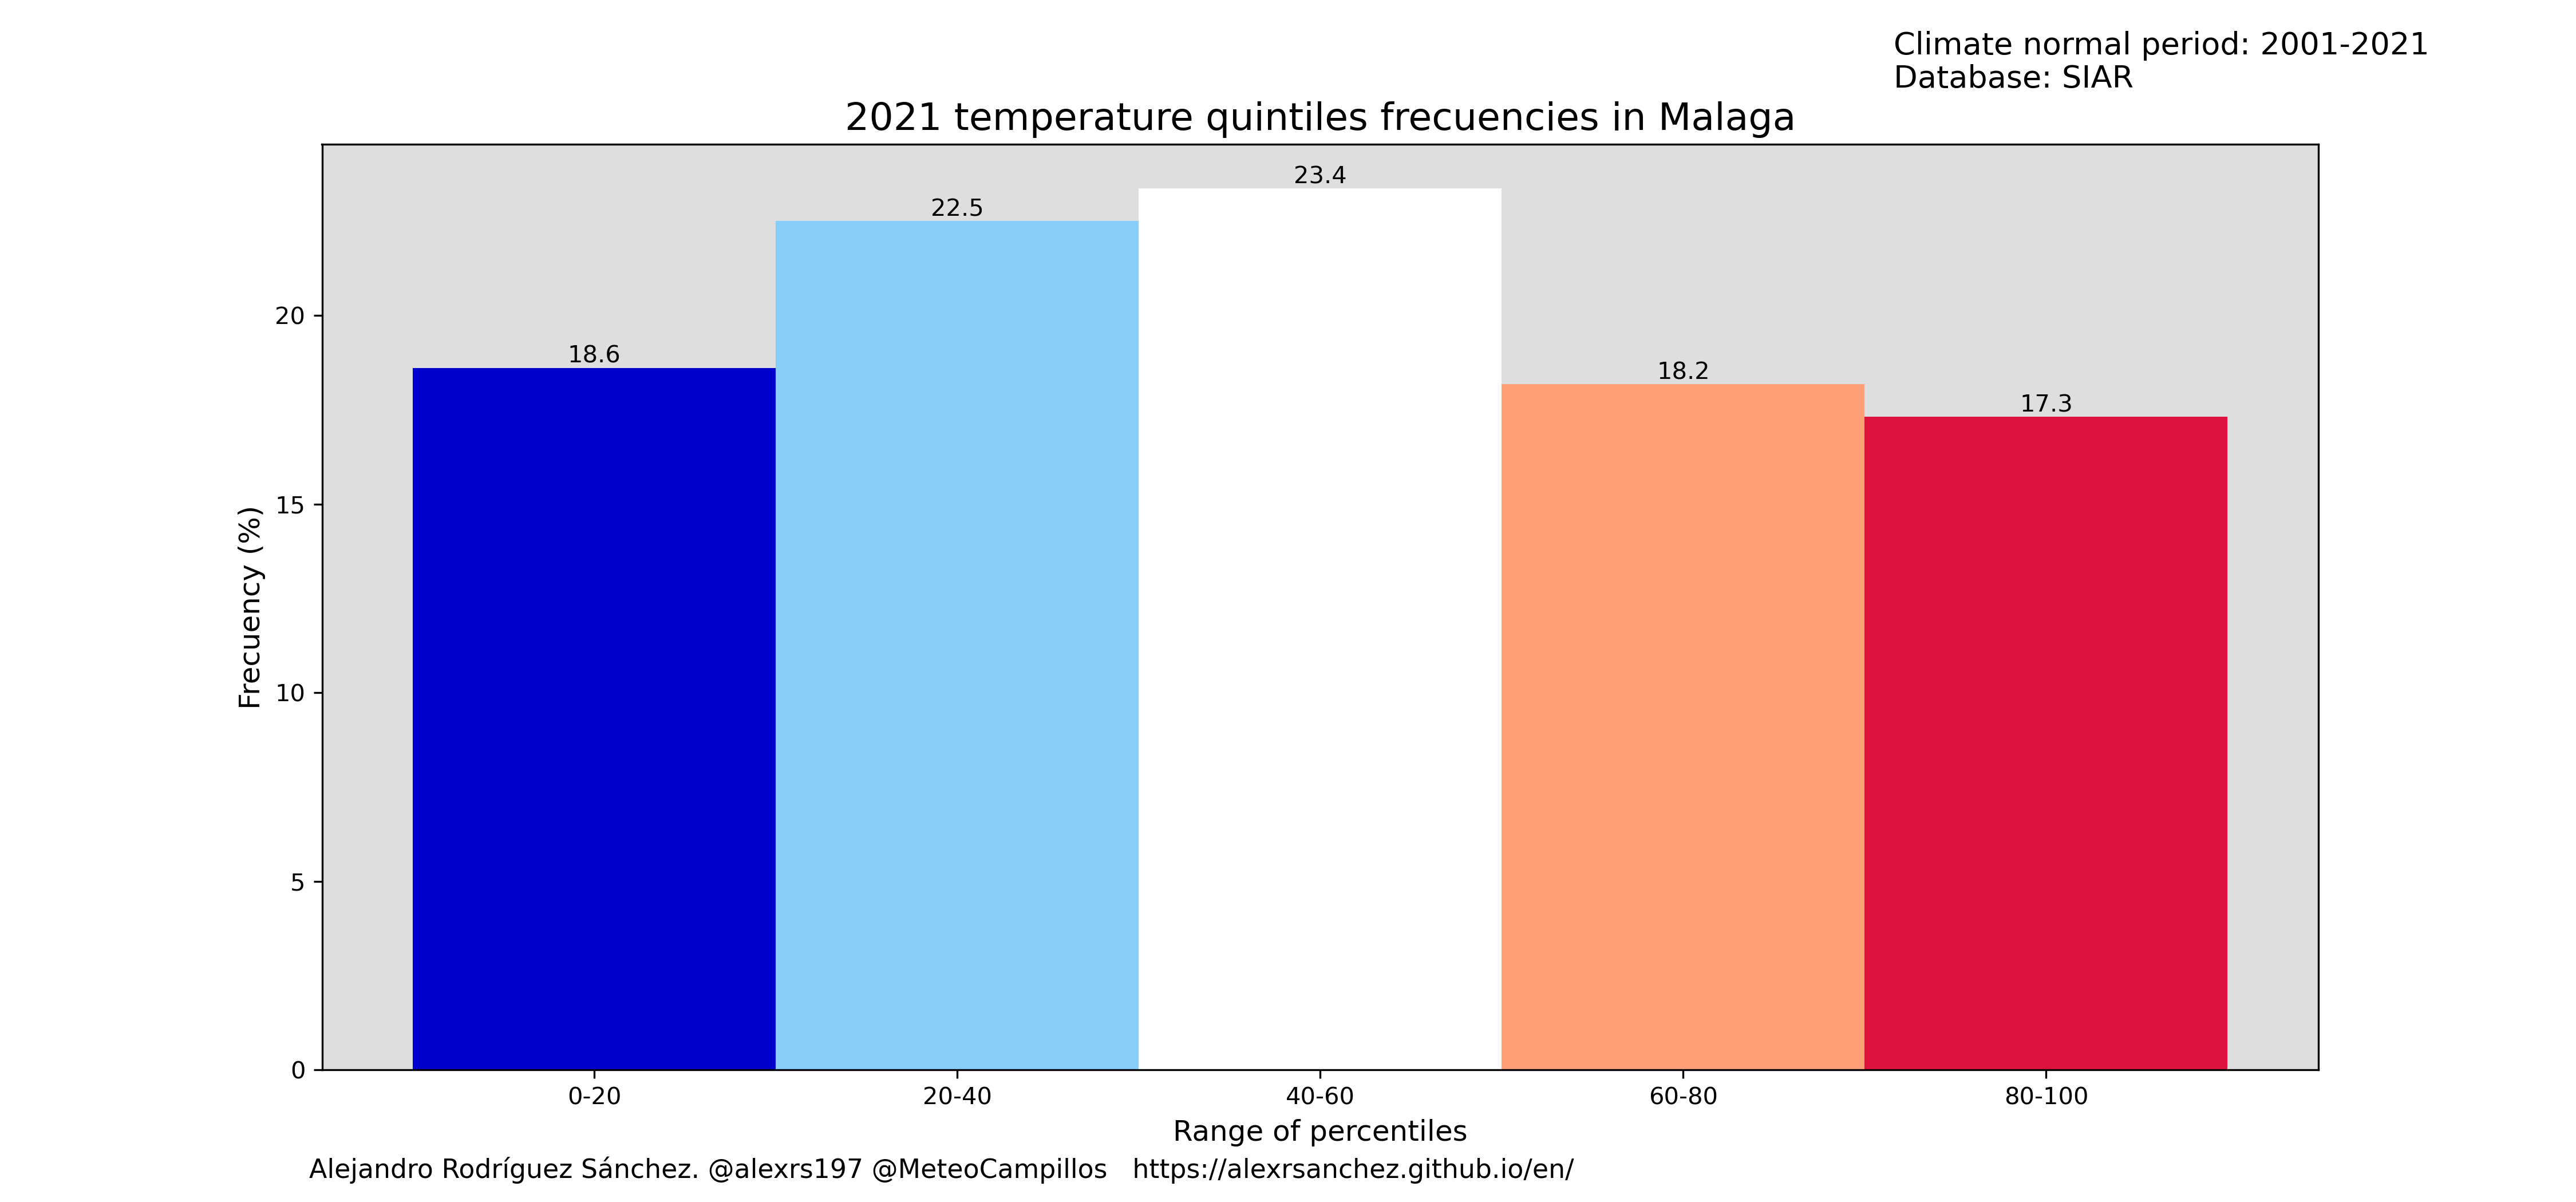 Climate normal period: 2001-2021
Database: SIAR
2021 temperature quintiles frecuencies in Malaga
23.4
22.5
18.6
18.2
17.3
20
15
10
5
0
Frecuency (%)
0-20 20-40 40-60 60-80 80-100
Range of percentiles
Alejandro Rodríguez Sánchez. @alexrs197 @MeteoCampillos https://alexrsanchez.github.io/en/